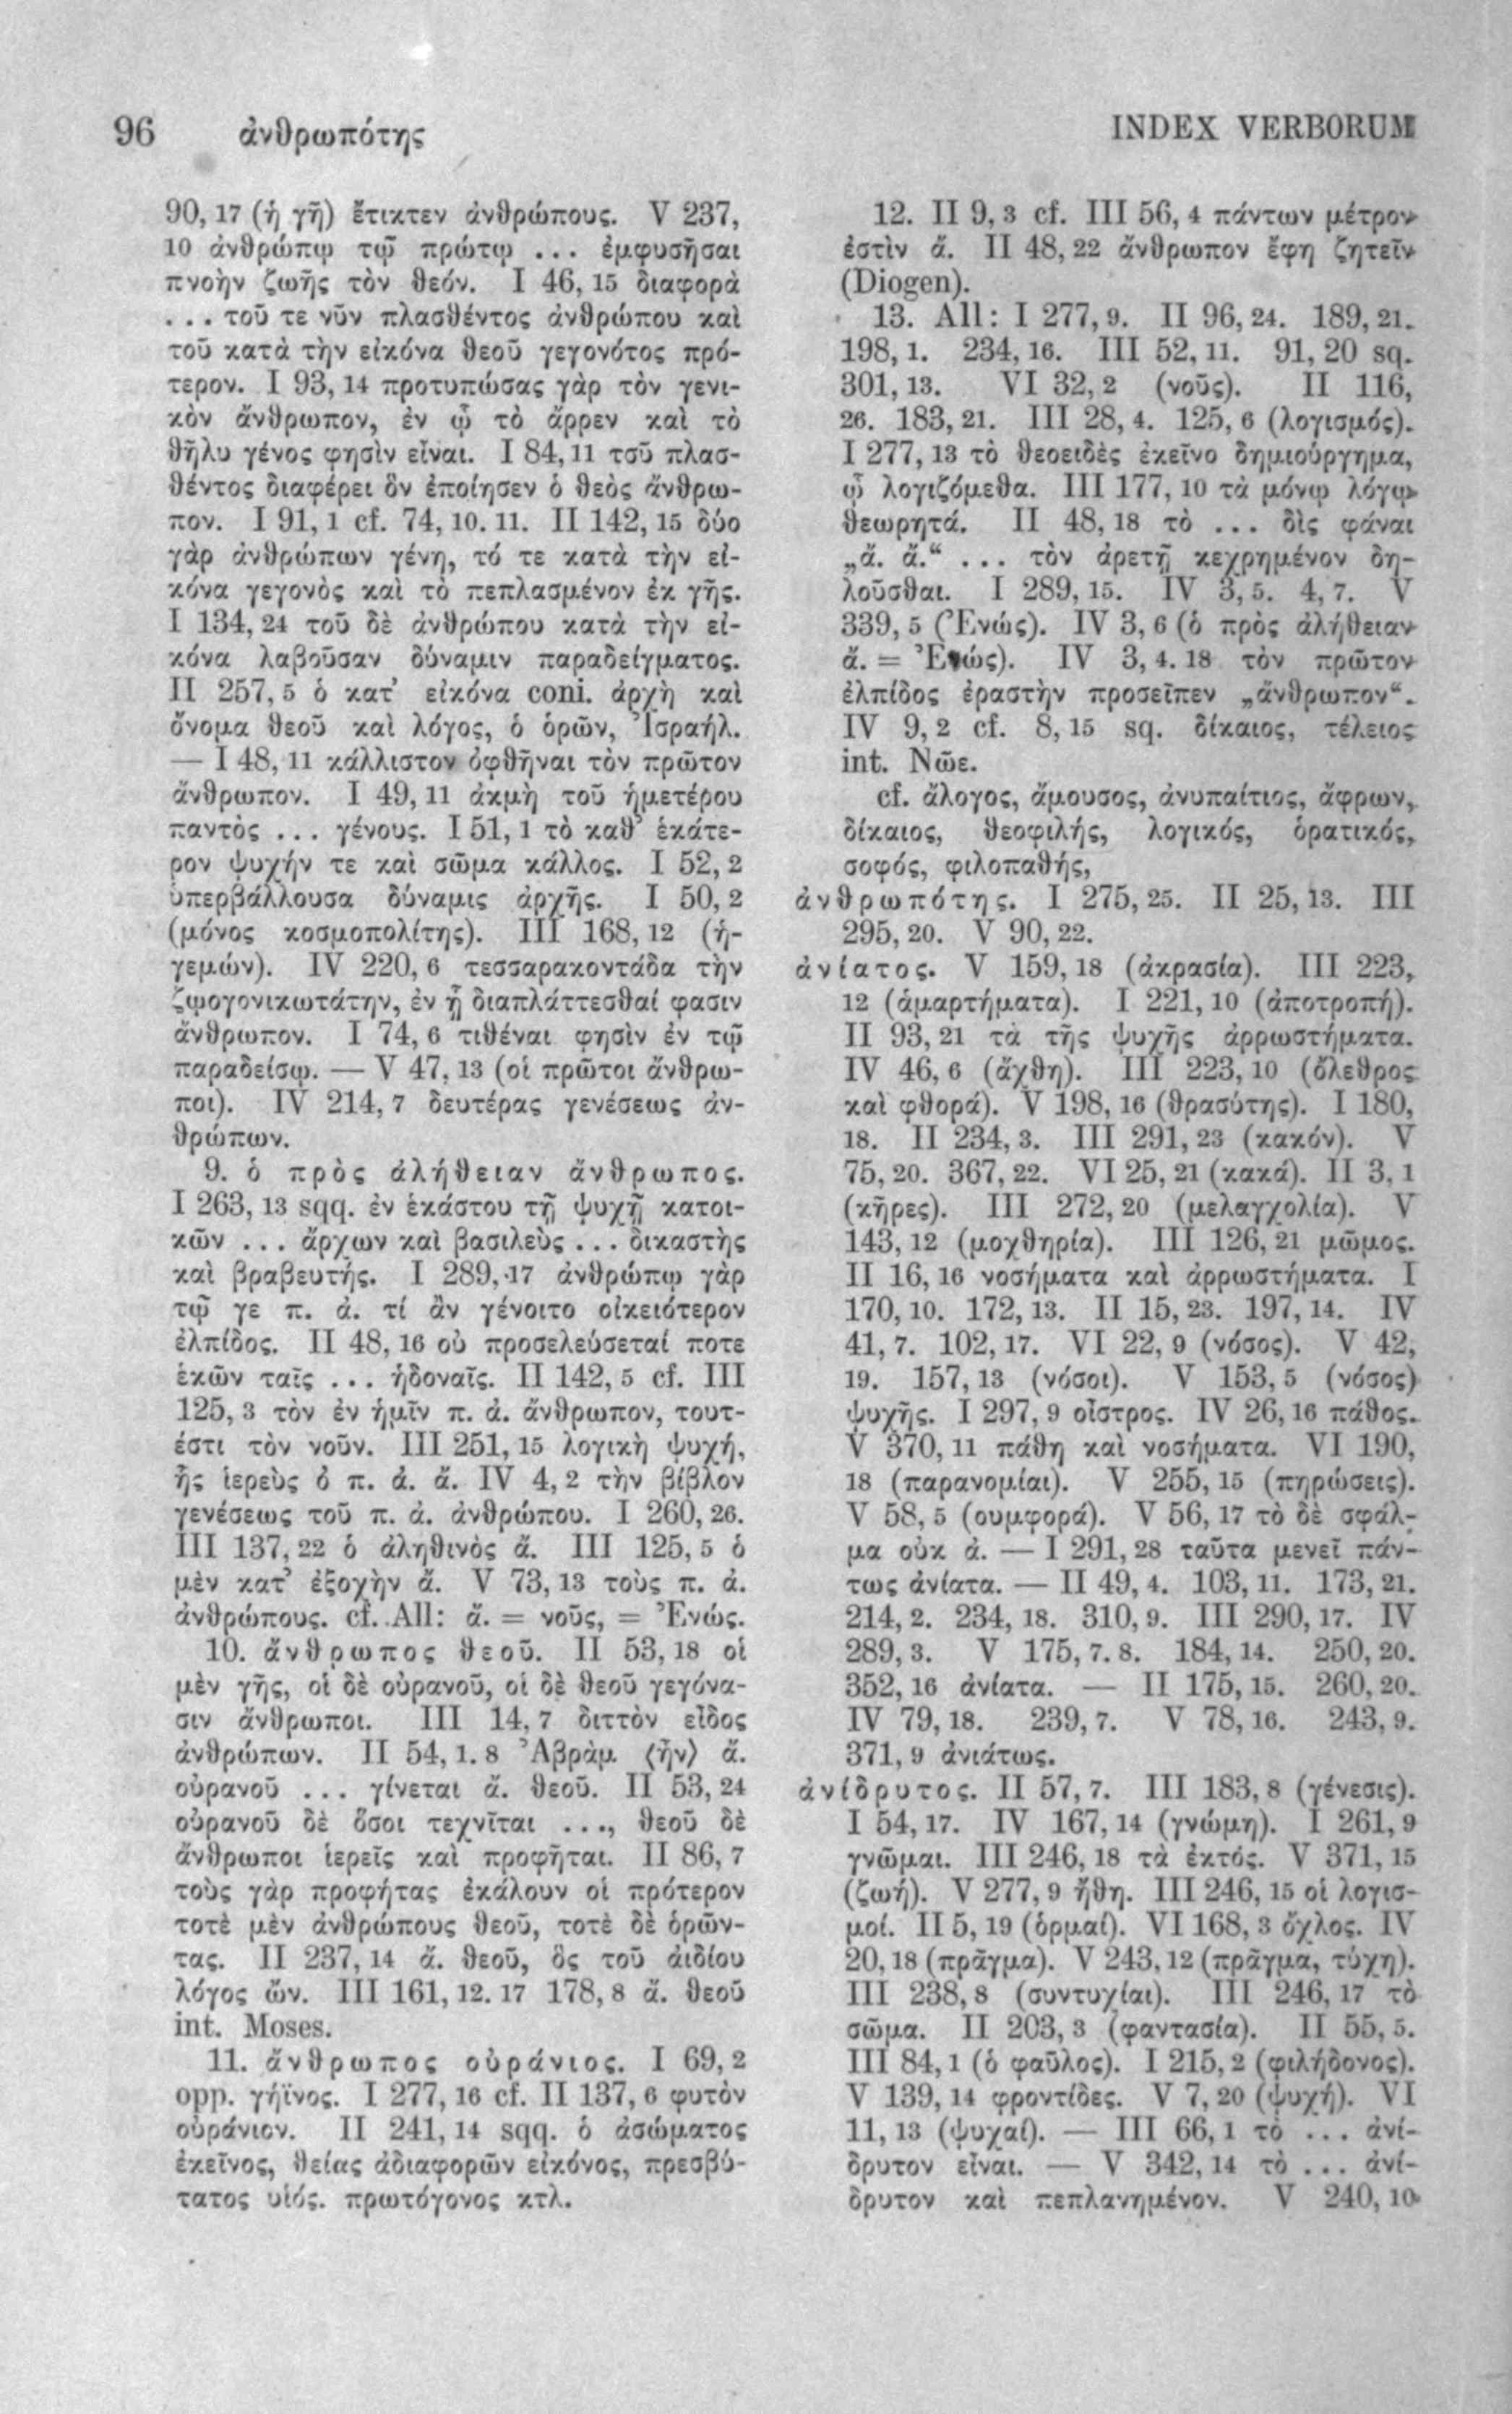 96 ἀνθρωπότης INDEX VERBORUM
90, 17 (ἡ γῆ) ἔτικτεν ἀνθρώπους. V 237,
10 ἀνθρώπῳ τῷ πρώτῳ ... ἐμφυσῆσαι
πνοὴν ζωῆς τὸν θεόν. I 46, 15 διαφορὰ
... τοῦ τε νῦν πλασθέντος ἀνθρώπου καὶ
τοῦ κατὰ τὴν εἰκόνα θεοῦ γεγονότος πρό-
τερον. I 93, 14 προτυπώσας γὰρ τὸν γενι-
κὸν ἄνθρωπον, ἐν ᾧ τὸ ἄρρεν καὶ τὸ
θῆλυ γένος φησὶν εἶναι. I 84, 11 τοῦ πλασ-
θέντος διαφέρει ὃν ἐποίησεν ὁ θεὸς ἄνθρω-
πον. I 91, 1 cf. 74, 10. 11. II 142, 15 δύο
γὰρ ἀνθρώπων γένη, τό τε κατὰ τὴν εἰ-
κόνα γεγονὸς καὶ τὸ πεπλασμένον ἐκ γῆς.
I 134, 24 τοῦ δὲ ἀνθρώπου κατὰ τὴν εἰ-
κόνα λαβοῦσαν δύναμιν παραδείγματος.
II 257, 5 ὁ κατ’ εἰκόνα coni. ἀρχὴ καὶ
ὄνομα θεοῦ καὶ λόγος, ὁ ὁρῶν, Ἰσραήλ.
— I 48, 11 κάλλιστον ὀφθῆναι τὸν πρῶτον
ἄνθρωπον. I 49, 11 ἀκμὴ τοῦ ἡμετέρου
παντὸς ... γένους. I 51, 1 τὸ καθ’ ἑκάτε-
ρον ψυχήν τε καὶ σῶμα κάλλος. I 52, 2
ὑπερβάλλουσα δύναμις ἀρχῆς. I 50, 2
(μόνος κοσμοπολίτης). III 168, 12 (ἡ-
γεμών). IV 220, 6 τεσσαρακοντάδα τὴν
ζῳογονικωτάτην, ἐν ᾗ διαπλάττεσθαί φασιν
ἄνθρωπον. I 74, 6 τιθέναι φησὶν ἐν τῷ
παραδείσῳ. — V 47, 13 (οἱ πρῶτοι ἄνθρω-
ποι). IV 214, 7 δευτέρας γενέσεως ἀν-
θρώπων.
9. ὁ πρὸς ἀλήθειαν ἄνθρωπος.
I 263, 13 sqq. ἐν ἑκάστου τῇ ψυχῇ κατοι-
κῶν ... ἄρχων καὶ βασιλεὺς ... δικαστὴς
καὶ βραβευτής. I 289, 17 ἀνθρώπῳ γὰρ
τῷ γε π. ἀ. τί ἂν γένοιτο οἰκειότερον
ἐλπίδος. II 48, 16 οὐ προσελεύσεταί ποτε
ἑκὼν ταῖς ... ἡδοναῖς. II 142, 5 cf. III
125, 3 τὸν ἐν ἡμῖν π. ἀ. ἄνθρωπον, τουτ-
έστι τὸν νοῦν. III 251, 15 λογικὴ ψυχή,
ἧς ἱερεὺς ὁ π. ἀ. ἄ. IV 4, 2 τὴν βίβλον
γενέσεως τοῦ π. ἀ. ἀνθρώπου. I 260, 26.
III 137, 22 ὁ ἀληθινὸς ἄ. III 125, 5 ὁ
μὲν κατ’ ἐξοχὴν ἄ. V 73, 13 τοὺς π. ἀ.
ἀνθρώπους. cf. All: ἄ. = νοῦς, = Ἐνώς.
10. ἄνθρωπος θεοῦ. II 53, 18 οἱ
μὲν γῆς, οἱ δὲ οὐρανοῦ, οἱ δὲ θεοῦ γεγόνα-
σιν ἄνθρωποι. III 14, 7 διττὸν εἶδος
ἀνθρώπων. II 54, 1. 8 Ἀβρὰμ ⟨ἦν⟩ ἄ.
οὐρανοῦ ... γίνεται ἄ. θεοῦ. II 53, 24
οὐρανοῦ δὲ ὅσοι τεχνῖται ..., θεοῦ δὲ
ἄνθρωποι ἱερεῖς καὶ προφῆται. II 86, 7
τοὺς γὰρ προφήτας ἐκάλουν οἱ πρότερον
τοτὲ μὲν ἀνθρώπους θεοῦ, τοτὲ δὲ ὁρῶν-
τας. II 237, 14 ἄ. θεοῦ, ὃς τοῦ ἀιδίου
λόγος ὤν. III 161, 12. 17 178, 8 ἄ. θεοῦ
int. Moses.
11. ἄνθρωπος οὐράνιος. I 69, 2
opp. γήϊνος. I 277, 16 cf. II 137, 6 φυτὸν
οὐράνιον. II 241, 14 sqq. ὁ ἀσώματος
ἐκεῖνος, θείας ἀδιαφορῶν εἰκόνος, πρεσβύ-
τατος υἱός. πρωτόγονος κτλ.
12. II 9, 3 cf. III 56, 4 πάντων μέτρον
ἐστὶν ἄ. II 48, 22 ἄνθρωπον ἔφη ζητεῖν
(Diogen).
13. All: I 277, 9. II 96, 24. 189, 21.
198, 1. 234, 16. III 52, 11. 91, 20 sq.
301, 13. VI 32, 2 (νοῦς). II 116,
26. 183, 21. III 28, 4. 125, 6 (λογισμός).
I 277, 13 τὸ θεοειδὲς ἐκεῖνο δημιούργημα,
ᾧ λογιζόμεθα. III 177, 10 τὰ μόνῳ λόγῳ
θεωρητά. II 48, 18 τὸ ... δὶς φάναι
„ἄ. ἄ.“ ... τὸν ἀρετῇ κεχρημένον δη-
λοῦσθαι. I 289, 15. IV 3, 5. 4, 7. V
339, 5 (Ἐνώς). IV 3, 6 (ὁ πρὸς ἀλήθειαν
ἄ. = Ἐνώς). IV 3, 4. 18 τὸν πρῶτον
ἐλπίδος ἐραστὴν προσεῖπεν „ἄνθρωπον“.
IV 9, 2 cf. 8, 15 sq. δίκαιος, τέλειος
int. Νῶε.
cf. ἄλογος, ἄμουσος, ἀνυπαίτιος, ἄφρων,
δίκαιος, θεοφιλής, λογικός, ὁρατικός,
σοφός, φιλοπαθής,
ἀνθρωπότης. I 275, 25. II 25, 13. III
295, 20. V 90, 22.
ἀνίατος. V 159, 18 (ἀκρασία). III 223,
12 (ἁμαρτήματα). I 221, 10 (ἀποτροπή).
II 93, 21 τὰ τῆς ψυχῆς ἀρρωστήματα.
IV 46, 6 (ἄχθη). III 223, 10 (ὄλεθρος
καὶ φθορά). V 198, 16 (θρασύτης). I 180,
18. II 234, 3. III 291, 23 (κακόν). V
75, 20. 367, 22. VI 25, 21 (κακά). II 3, 1
(κῆρες). III 272, 20 (μελαγχολία). V
143, 12 (μοχθηρία). III 126, 21 μῶμος.
II 16, 16 νοσήματα καὶ ἀρρωστήματα. I
170, 10. 172, 13. II 15, 23. 197, 14. IV
41, 7. 102, 17. VI 22, 9 (νόσος). V 42,
19. 157, 13 (νόσοι). V 153, 5 (νόσος)
ψυχῆς. I 297, 9 οἶστρος. IV 26, 16 πάθος.
V 370, 11 πάθη καὶ νοσήματα. VI 190,
18 (παρανομίαι). V 255, 15 (πηρώσεις).
V 58, 5 (συμφορά). V 56, 17 τὸ δὲ σφάλ-
μα οὐκ ἀ. — I 291, 28 ταῦτα μενεῖ πάν-
τως ἀνίατα. — II 49, 4. 103, 11. 173, 21.
214, 2. 234, 18. 310, 9. III 290, 17. IV
289, 3. V 175, 7. 8. 184, 14. 250, 20.
352, 16 ἀνίατα. — II 175, 15. 260, 20.
IV 79, 18. 239, 7. V 78, 16. 243, 9.
371, 9 ἀνιάτως.
ἀνίδρυτος. II 57, 7. III 183, 8 (γένεσις).
I 54, 17. IV 167, 14 (γνώμη). I 261, 9
γνῶμαι. III 246, 18 τὰ ἐκτός. V 371, 15
(ζωή). V 277, 9 ἤθη. III 246, 15 οἱ λογισ-
μοί. II 5, 19 (ὁρμαί). VI 168, 3 ὄχλος. IV
20, 18 (πρᾶγμα). V 243, 12 (πρᾶγμα, τύχη).
III 238, 8 (συντυχίαι). III 246, 17 τὸ
σῶμα. II 203, 3 (φαντασία). II 55, 5.
III 84, 1 (ὁ φαῦλος). I 215, 2 (φιλήδονος).
V 139, 14 φροντίδες. V 7, 20 (ψυχή). VI
11, 13 (ψυχαί). — III 66, 1 τὸ ... ἀνί-
δρυτον εἶναι. — V 342, 14 τὸ ... ἀνί-
δρυτον καὶ πεπλανημένον. V 240, 10